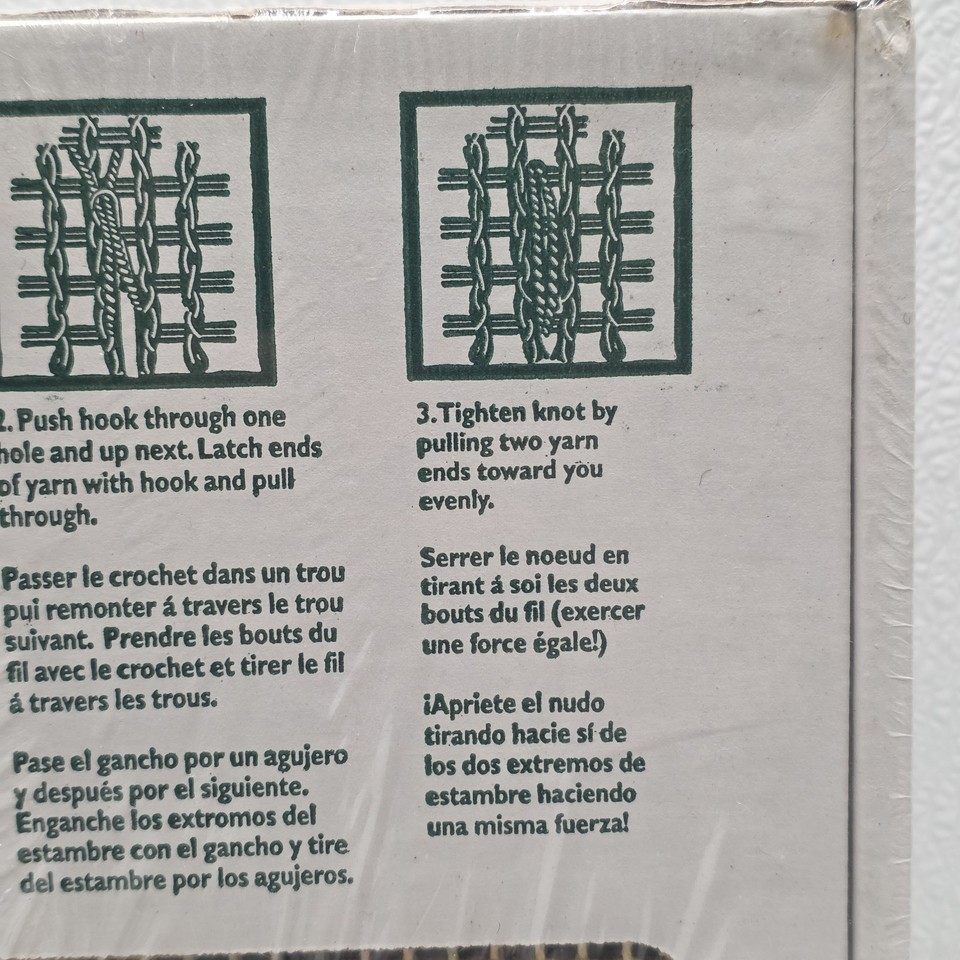 2. Push hook through one
hole and up next. Latch ends
of yarn with hook and pull
through.
Passer le crochet dans un trou
pui remonter á travers le trou
suivant. Prendre les bouts du
fil avec le crochet et tirer le fil
á travers les trous.
Pase el gancho por un agujero
y después por el siguiente.
Enganche los extromos del
estambre con el gancho y tire
del estambre por los agujeros.
3.Tighten knot by
pulling two yarn
ends toward you
evenly.
Serrer le noeud en
tirant á soi les deux
bouts du fil (exercer
une force égale!)
¡Apriete el nudo
tirando hacie sí de
los dos extremos de
estambre haciendo
una misma fuerza!